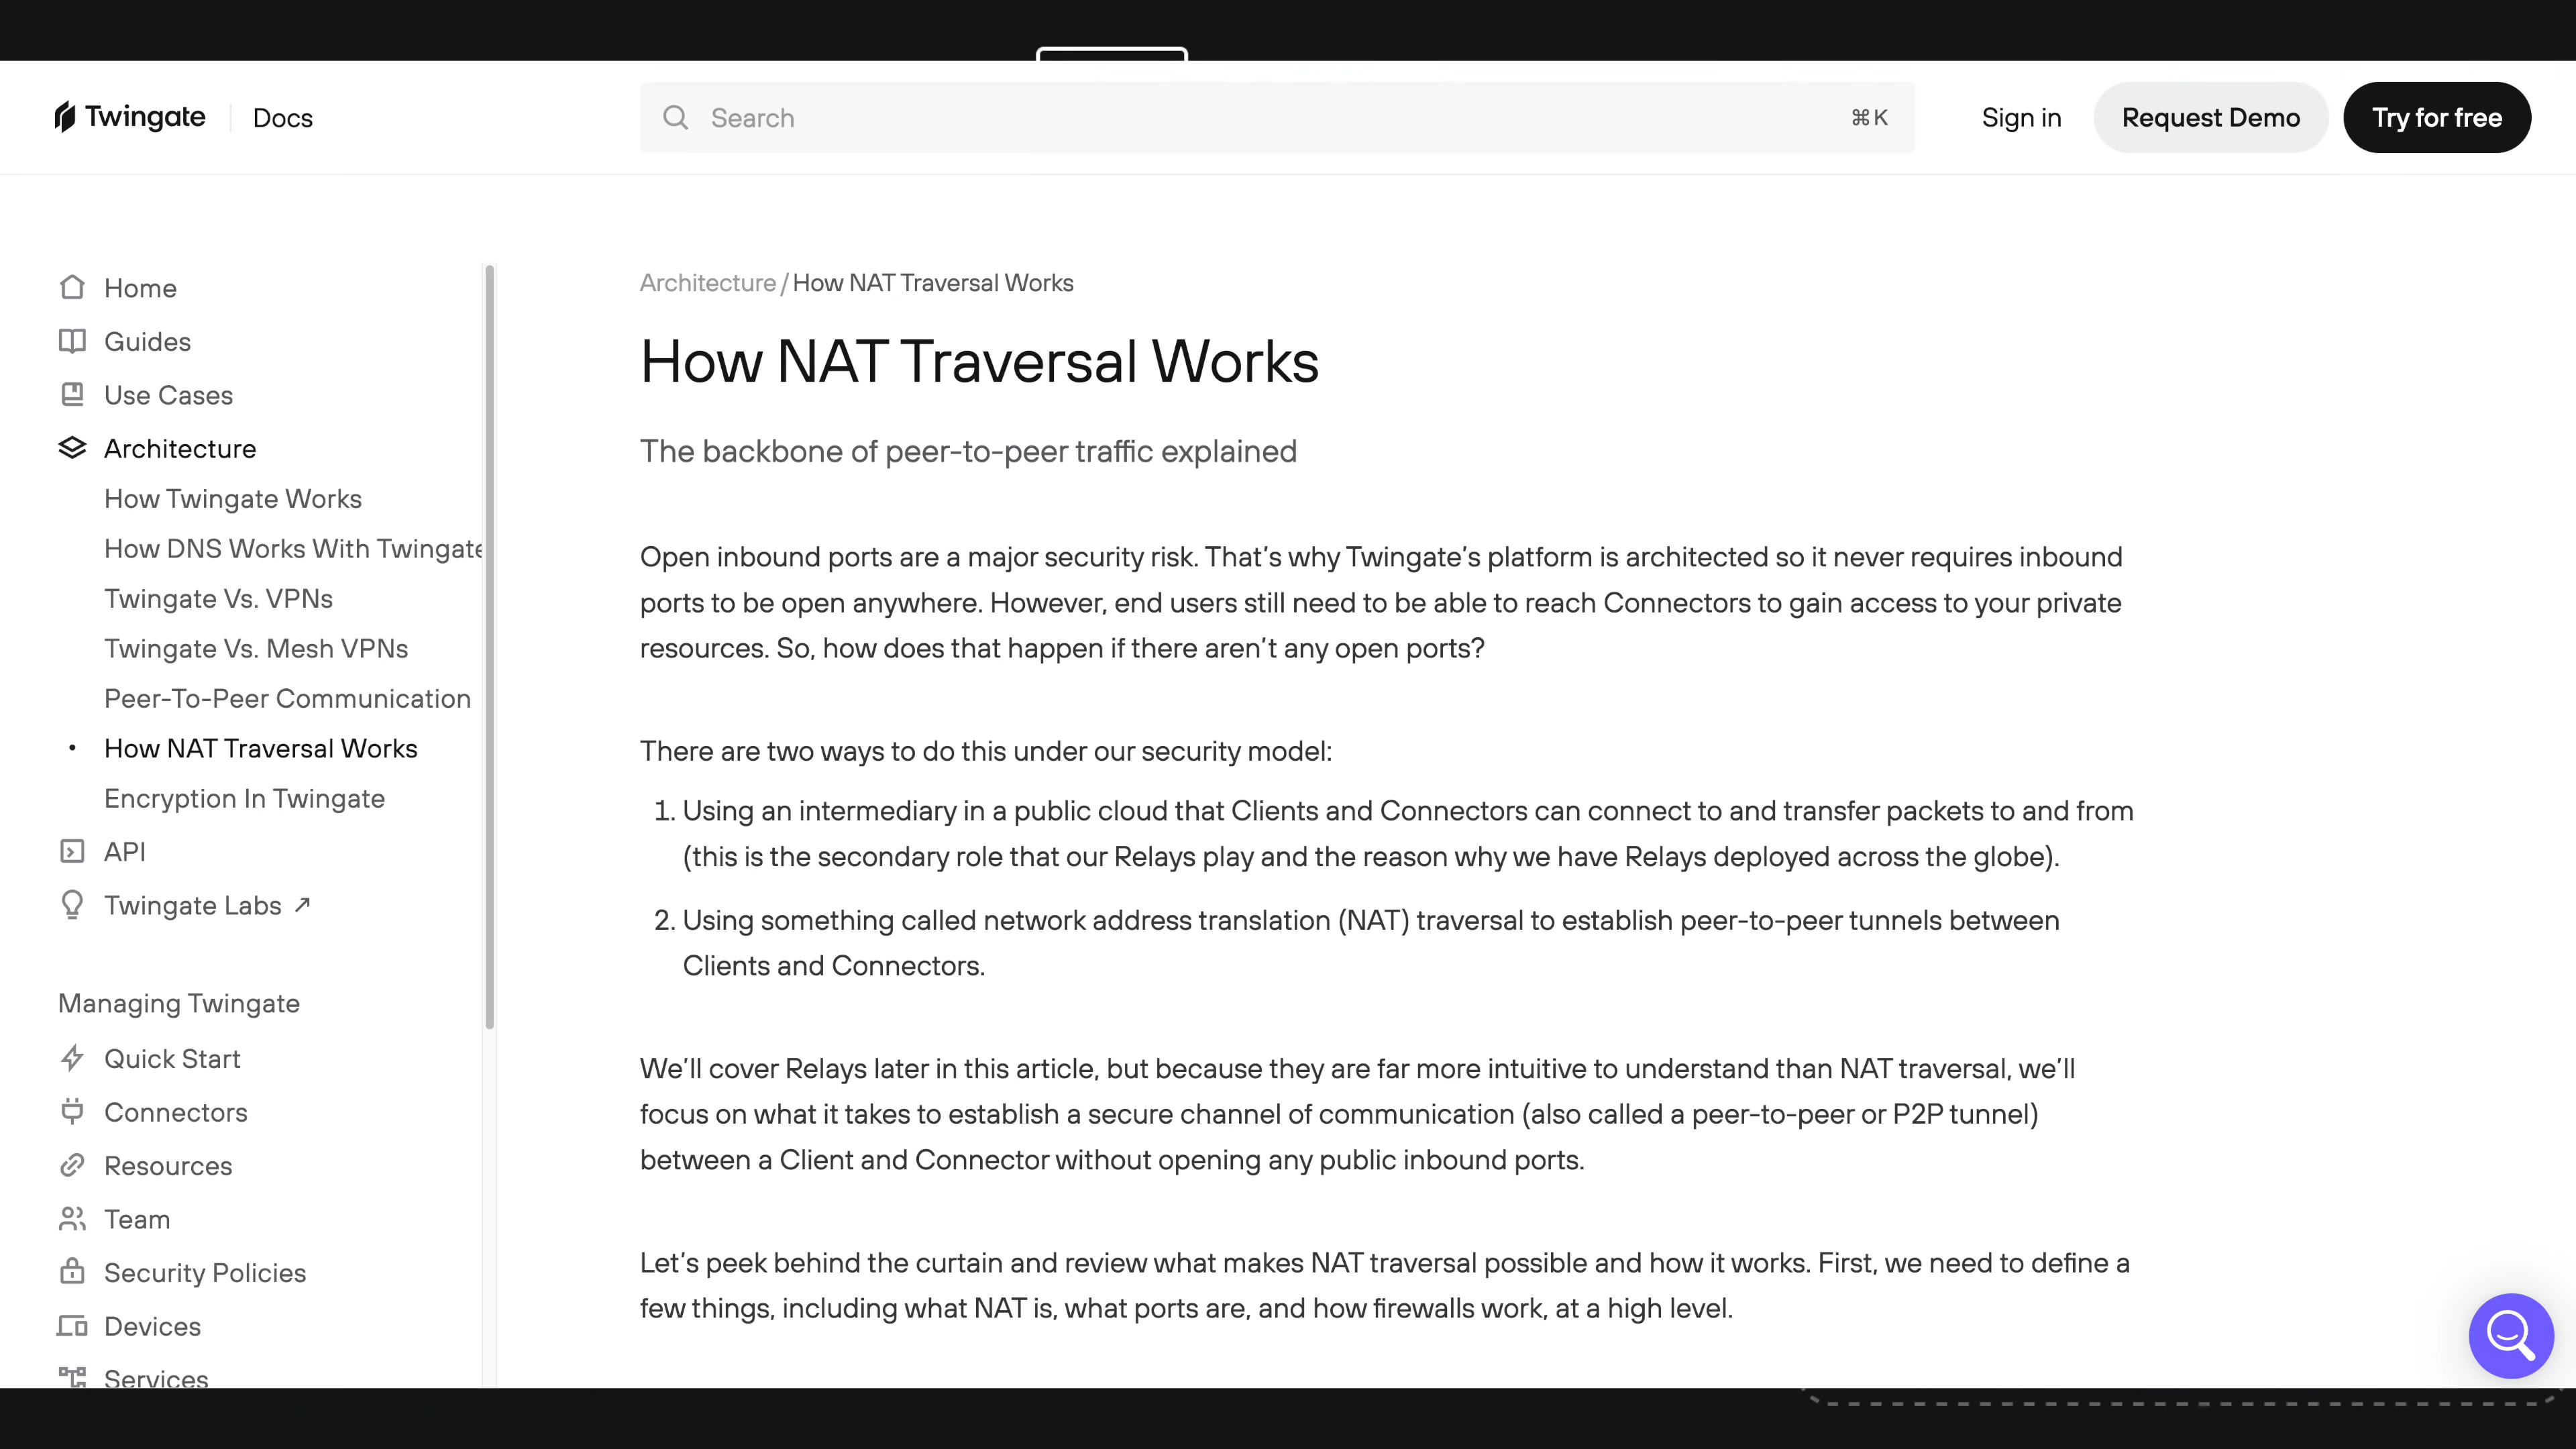 Twingate
Docs
Search
⌘K
Sign in
Request Demo
Try for free
Home
Guides
Use Cases
Architecture
How Twingate Works
How DNS Works With Twingate
Twingate Vs. VPNs
Twingate Vs. Mesh VPNs
Peer-To-Peer Communication
• How NAT Traversal Works
Encryption In Twingate
API
Twingate Labs ↗
Managing Twingate
Quick Start
Connectors
Resources
Team
Security Policies
Devices
Services
Architecture / How NAT Traversal Works
How NAT Traversal Works
The backbone of peer-to-peer traffic explained
Open inbound ports are a major security risk. That’s why Twingate’s platform is architected so it never requires inbound
ports to be open anywhere. However, end users still need to be able to reach Connectors to gain access to your private
resources. So, how does that happen if there aren’t any open ports?
There are two ways to do this under our security model:
1. Using an intermediary in a public cloud that Clients and Connectors can connect to and transfer packets to and from
(this is the secondary role that our Relays play and the reason why we have Relays deployed across the globe).
2. Using something called network address translation (NAT) traversal to establish peer-to-peer tunnels between
Clients and Connectors.
We’ll cover Relays later in this article, but because they are far more intuitive to understand than NAT traversal, we’ll
focus on what it takes to establish a secure channel of communication (also called a peer-to-peer or P2P tunnel)
between a Client and Connector without opening any public inbound ports.
Let’s peek behind the curtain and review what makes NAT traversal possible and how it works. First, we need to define a
few things, including what NAT is, what ports are, and how firewalls work, at a high level.